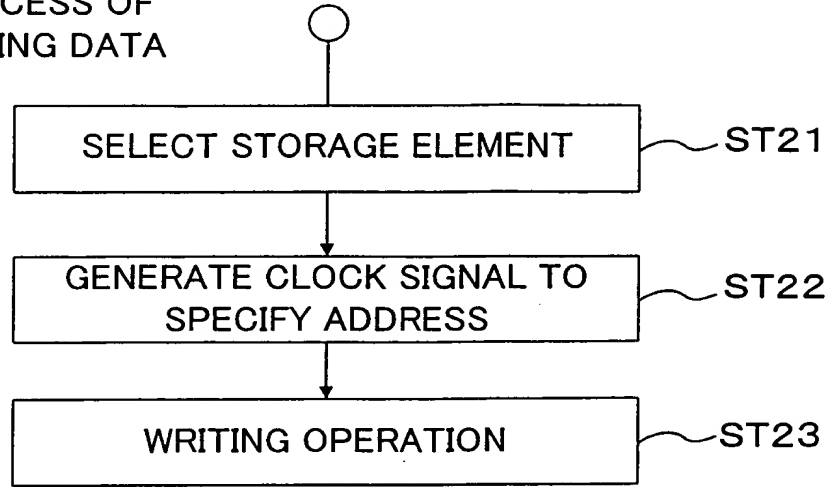 CESS OF
ING DATA
SELECT STORAGE ELEMENT
ST21
GENERATE CLOCK SIGNAL TO
SPECIFY ADDRESS
ST22
WRITING OPERATION
ST23